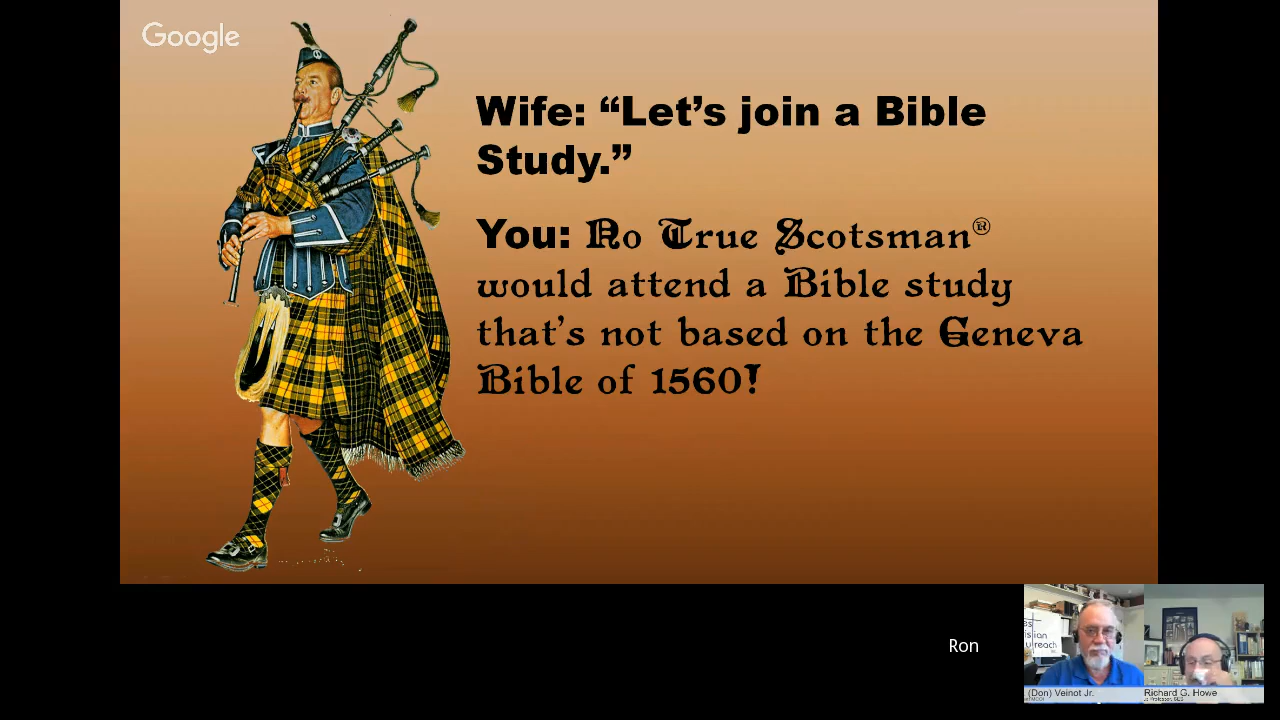 Google
Wife: “Let’s join a Bible
Study.”
You: No True Scotsman®
would attend a Bible study
that’s not based on the Geneva
Bible of 1560!
Ron
(Don) Veinot Jr.
Richard G. Howe